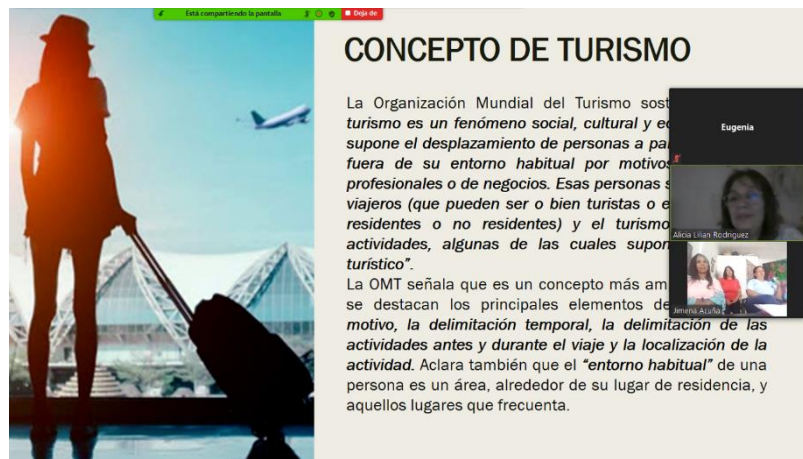 Está compartiendo la pantalla
Deja de
CONCEPTO DE TURISMO
La Organización Mundial del Turismo sost
turismo es un fenómeno social, cultural y ec
supone el desplazamiento de personas a pa
fuera de su entorno habitual por motivos
profesionales o de negocios. Esas personas s
viajeros (que pueden ser o bien turistas o e
residentes o no residentes) y el turismo
actividades, algunas de las cuales supon
turístico”.
La OMT señala que es un concepto más am
se destacan los principales elementos de
motivo, la delimitación temporal, la delimitación de las
actividades antes y durante el viaje y la localización de la
actividad. Aclara también que el “entorno habitual” de una
persona es un área, alrededor de su lugar de residencia, y
aquellos lugares que frecuenta.
Eugenia
Alicia Lilian Rodriguez
Jimena Acuña